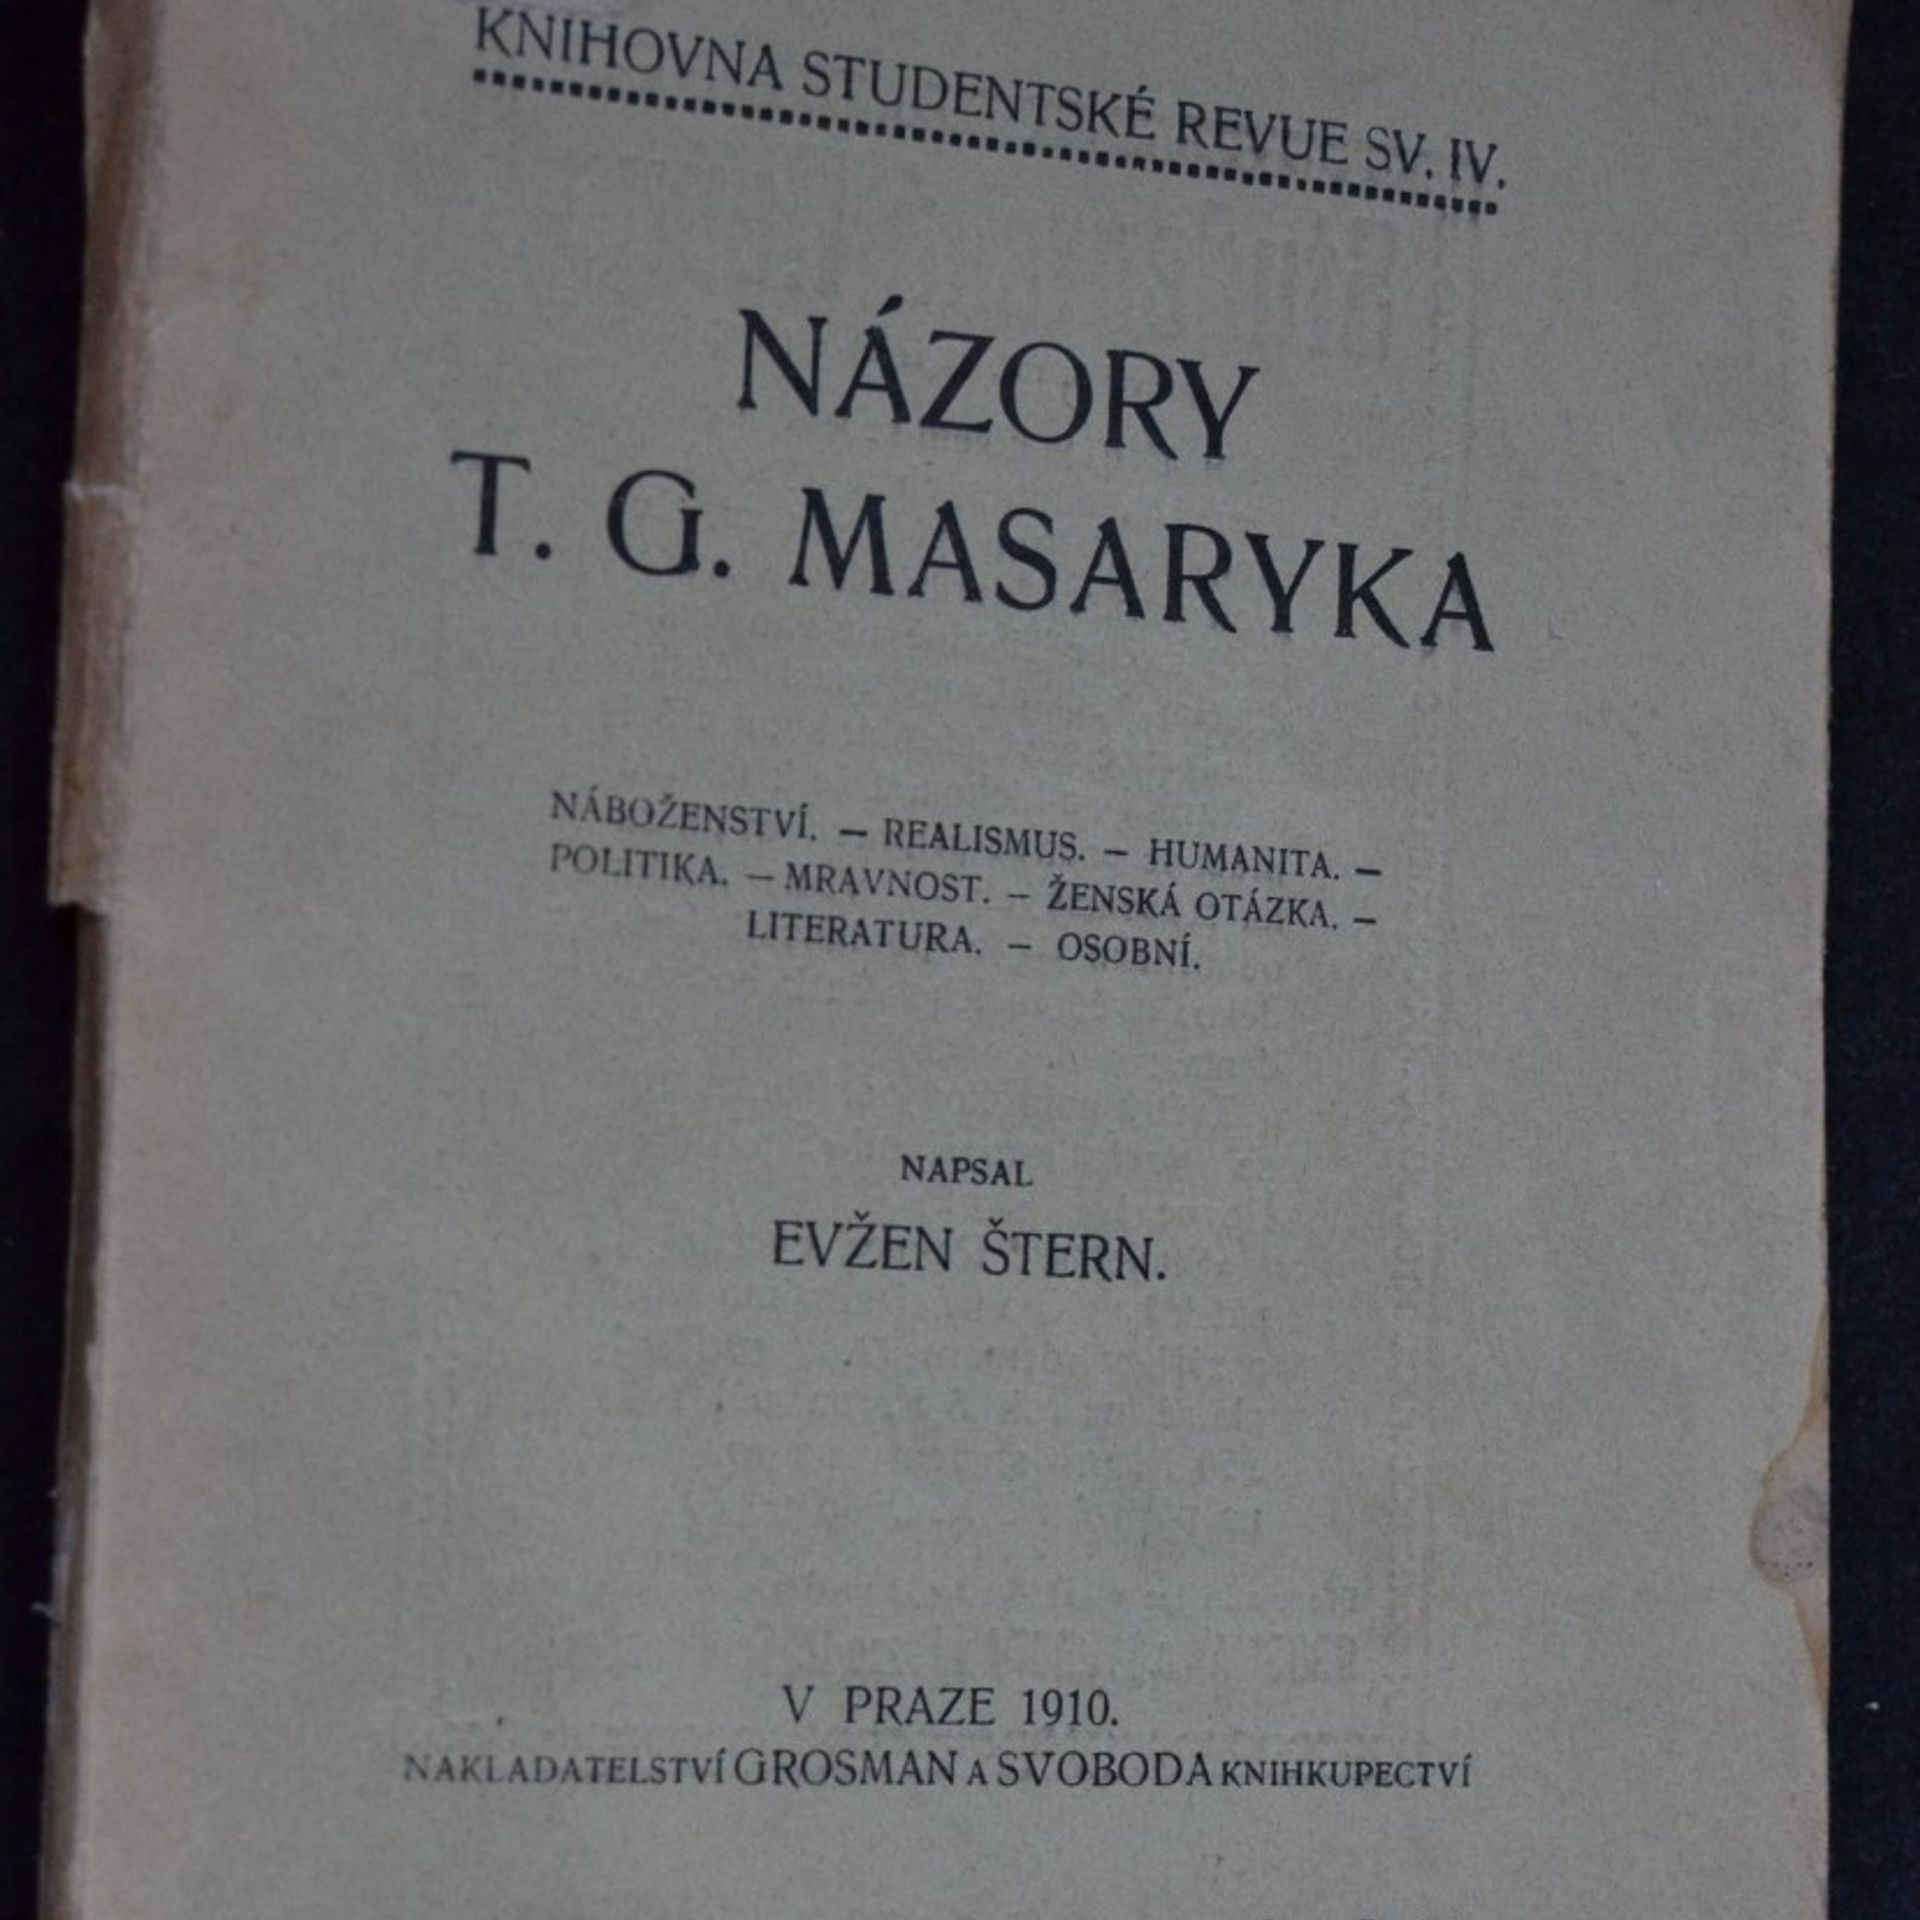 KNIHOVNA STUDENTSKÉ REVUE SV. IV.
NÁZORY
T. G. MASARYKA
NÁBOŽENSTVÍ. — REALISMUS. — HUMANITA. —
POLITIKA. — MRAVNOST. — ŽENSKÁ OTÁZKA. —
LITERATURA. — OSOBNÍ.
NAPSAL
EVŽEN ŠTERN.
V PRAZE 1910.
NAKLADATELSTVÍ GROSMAN A SVOBODA KNIHKUPECTVÍ